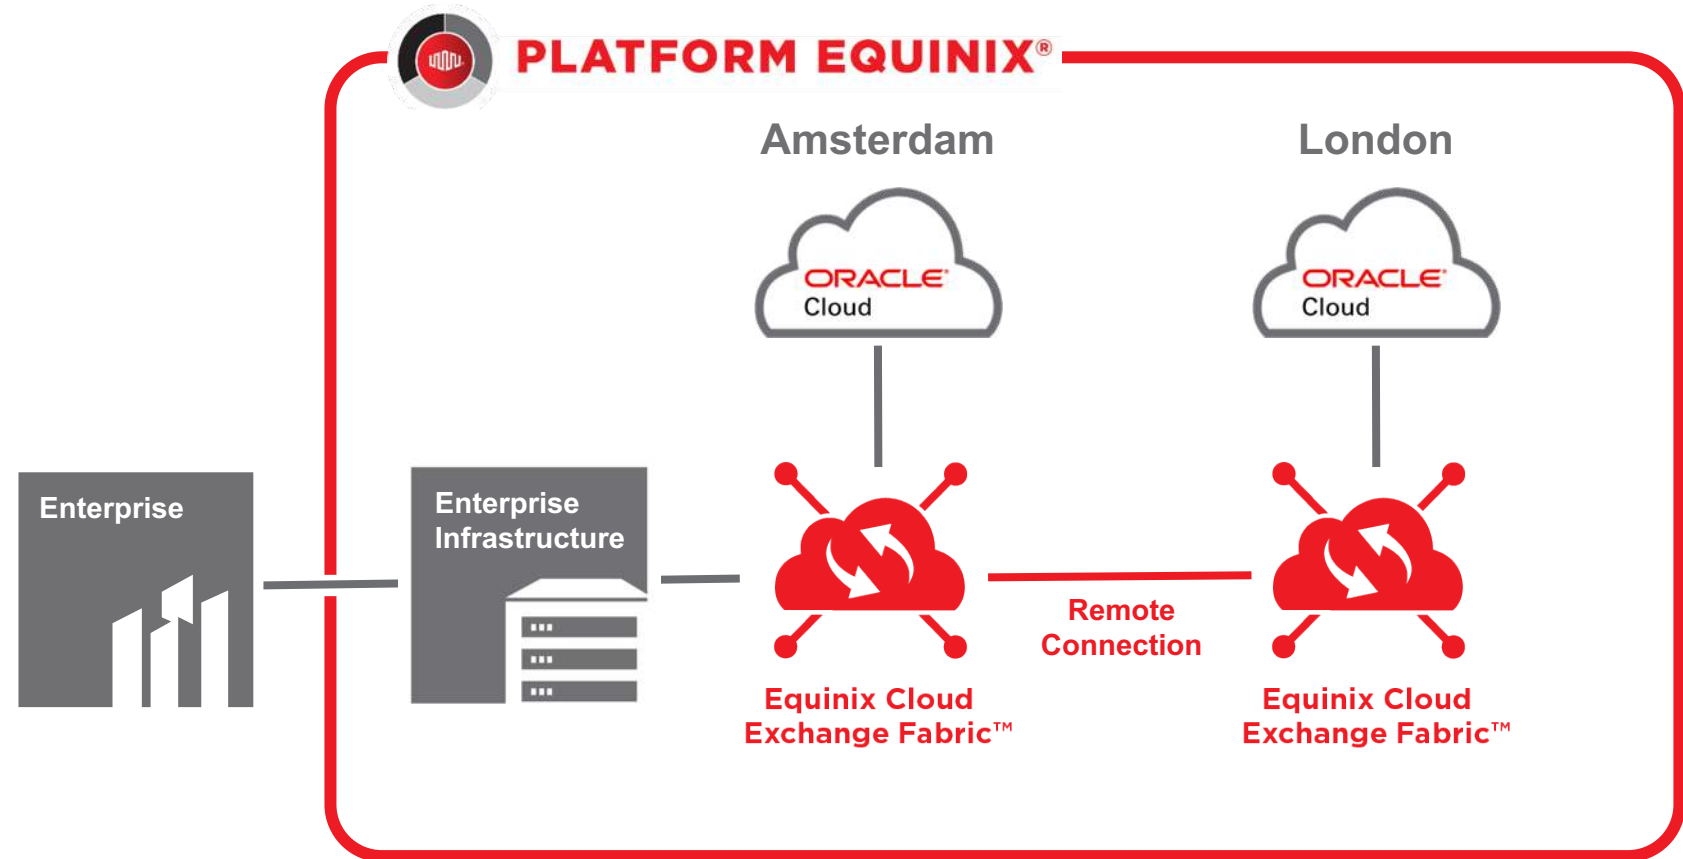 PLATFORM EQUINIX®
Amsterdam
London
ORACLE®
Cloud
ORACLE®
Cloud
Enterprise
Enterprise
Infrastructure
Remote
Connection
Equinix Cloud
Exchange Fabric™
Equinix Cloud
Exchange Fabric™